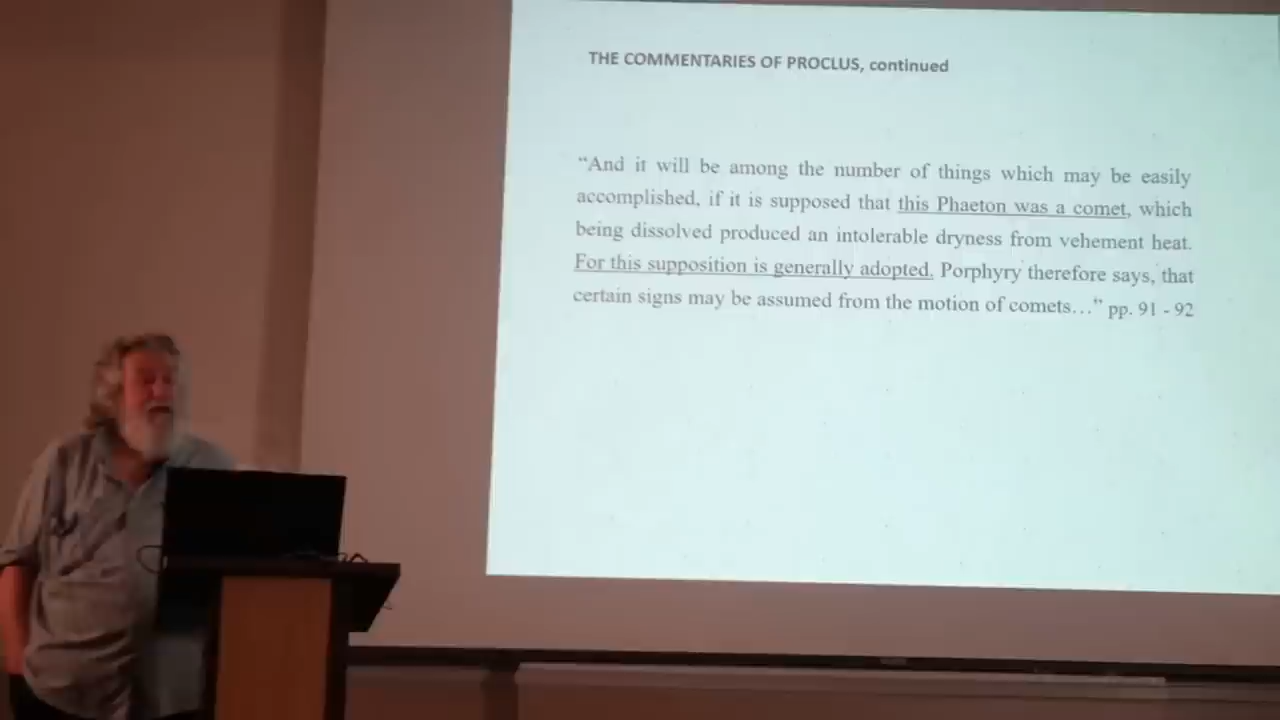 THE COMMENTARIES OF PROCLUS, continued
“And it will be among the number of things which may be easily
accomplished, if it is supposed that this Phaeton was a comet, which
being dissolved produced an intolerable dryness from vehement heat.
For this supposition is generally adopted. Porphyry therefore says, that
certain signs may be assumed from the motion of comets…” pp. 91 - 92